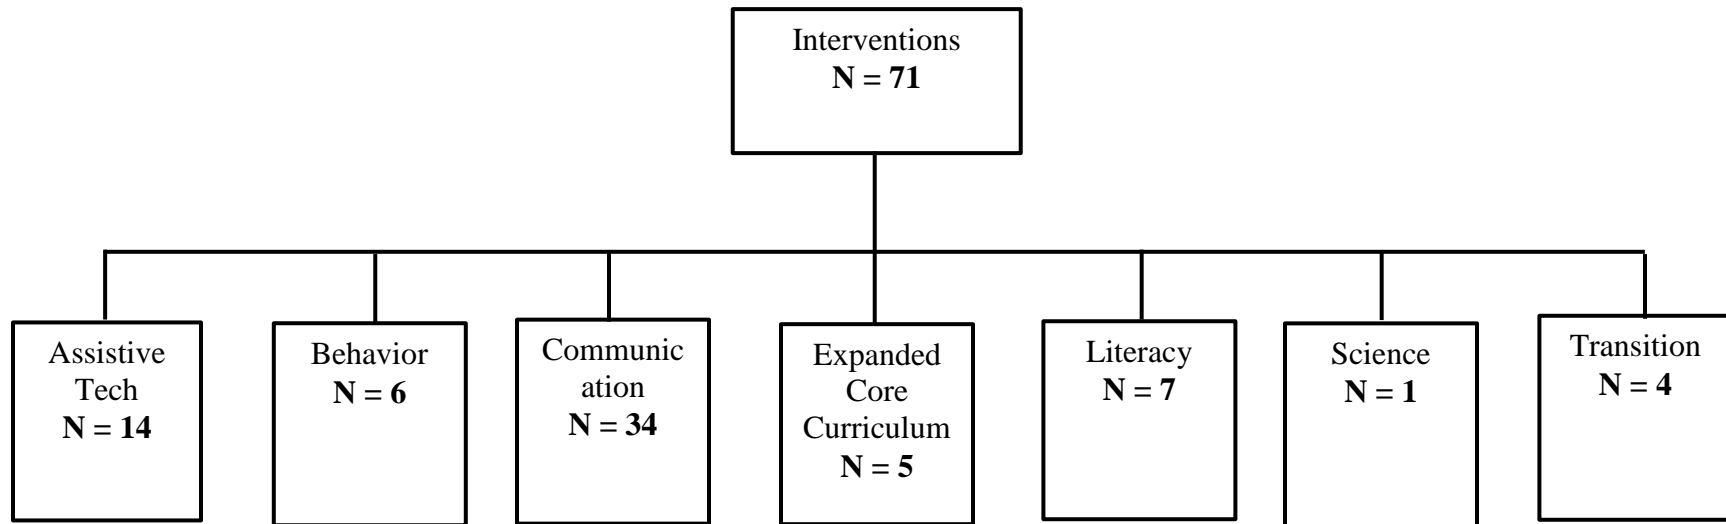 Interventions
N = 71
Assistive
Tech
N = 14
Behavior
N = 6
Communic
ation
N = 34
Expanded
Core
Curriculum
N = 5
Literacy
N = 7
Science
N = 1
Transition
N = 4